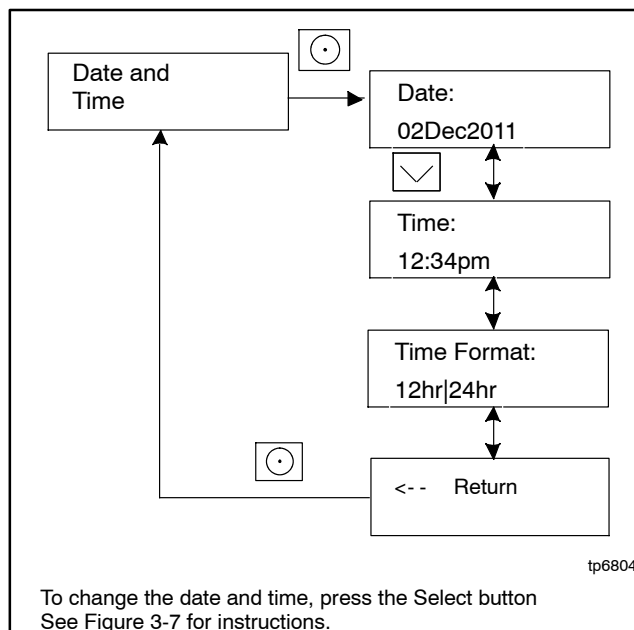 Date and
Time
Date:
02Dec2011
Time:
12:34pm
Time Format:
12hr|24hr
<-- Return
tp6804
To change the date and time, press the Select button
See Figure 3-7 for instructions.